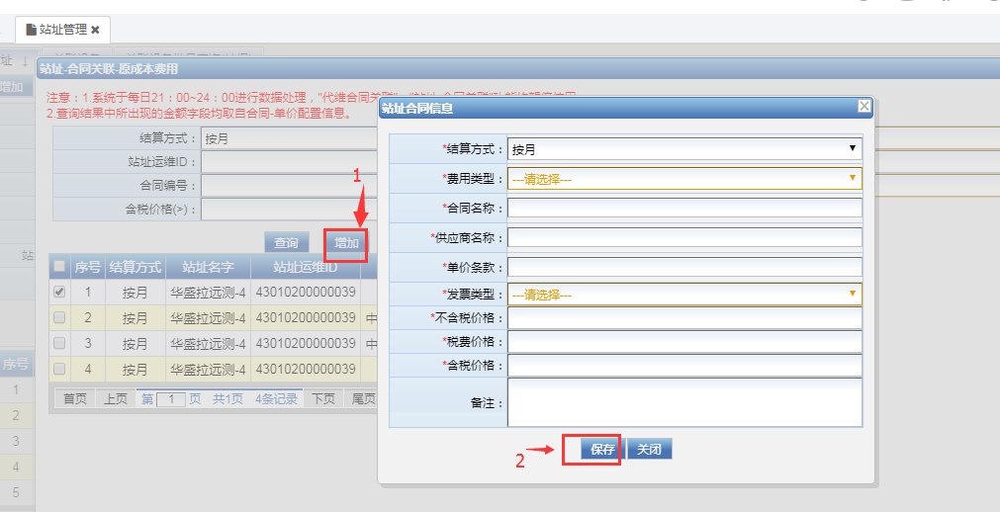 站址管理
址
增加
站址-合同关联-原成本费用
注意：1.系统于每日21：00~24：00进行数据处理，"代维合同关
2.查询结果中所出现的金额字段均取自合同-单价配置信息。
结算方式： 按月
站址运维ID：
合同编号：
含税价格(>)：
1
查询 增加
站
序号 结算方式 站址名字 站址运维ID
1 按月 华盛拉远测-4 43010200000039
2 按月 华盛拉远测-4 43010200000039 中
3 按月 华盛拉远测-4 43010200000039 中
4 按月 华盛拉远测-4 43010200000039
首页 上页 第 1 页 共1页 4条记录 下页 尾页
序号
1
2
3
4
5
站址合同信息
*结算方式： 按月
*费用类型： ---请选择---
*合同名称：
*供应商名称：
*单价条款：
*发票类型： ---请选择---
*不含税价格：
*税费价格：
*含税价格：
备注：
2
保存 关闭